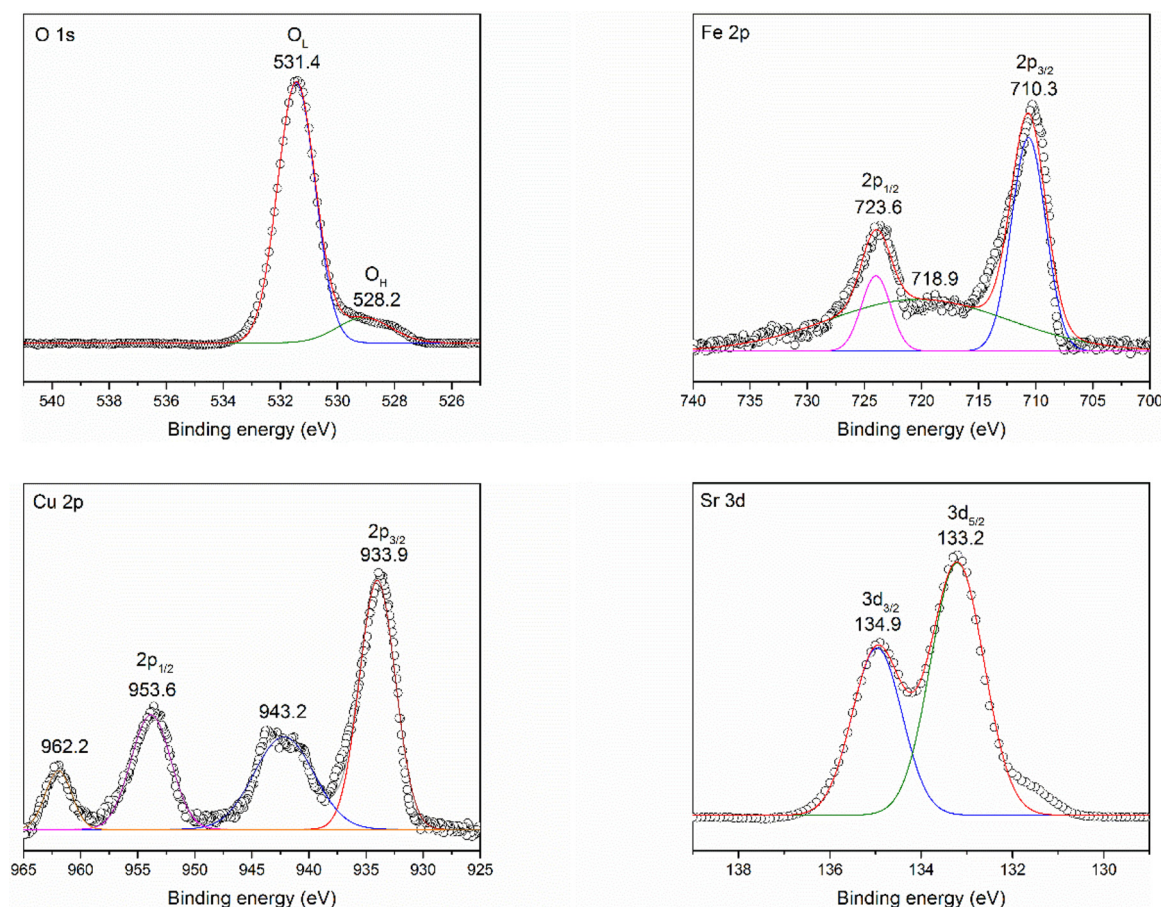 O 1s
O_L
531.4
O_H
528.2
540 538 536 534 532 530 528 526
Binding energy (eV)
Fe 2p
2p_3/2
710.3
2p_1/2
723.6
718.9
740 735 730 725 720 715 710 705 700
Binding energy (eV)
Cu 2p
2p_3/2
933.9
2p_1/2
953.6
943.2
962.2
965 960 955 950 945 940 935 930 925
Binding energy (eV)
Sr 3d
3d_5/2
133.2
3d_3/2
134.9
138 136 134 132 130
Binding energy (eV)